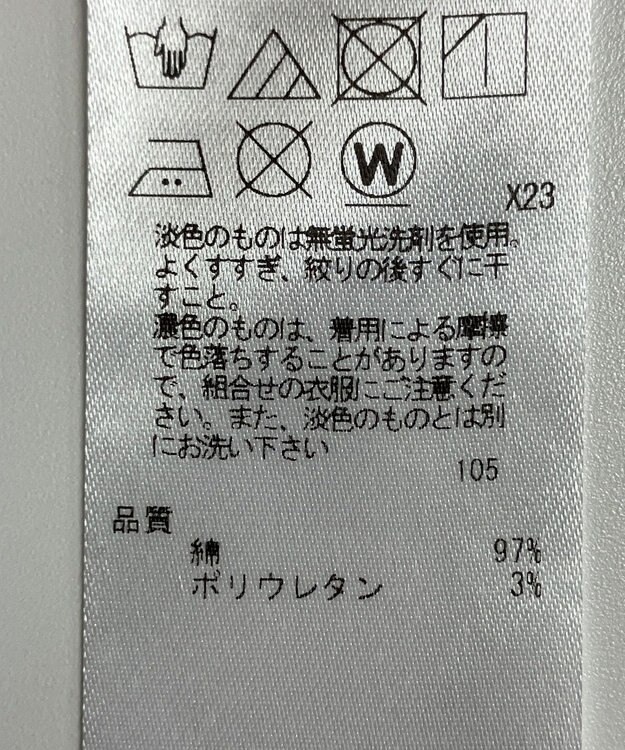 W
X23
淡色のものは無蛍光洗剤を使用。
よくすすぎ、絞りの後すぐに干
すこと。
濃色のものは、着用による摩擦
で色落ちすることがありますの
で、組合せの衣服にご注意くだ
さい。また、淡色のものとは別
にお洗い下さい
105
品質
綿 97%
ポリウレタン 3%